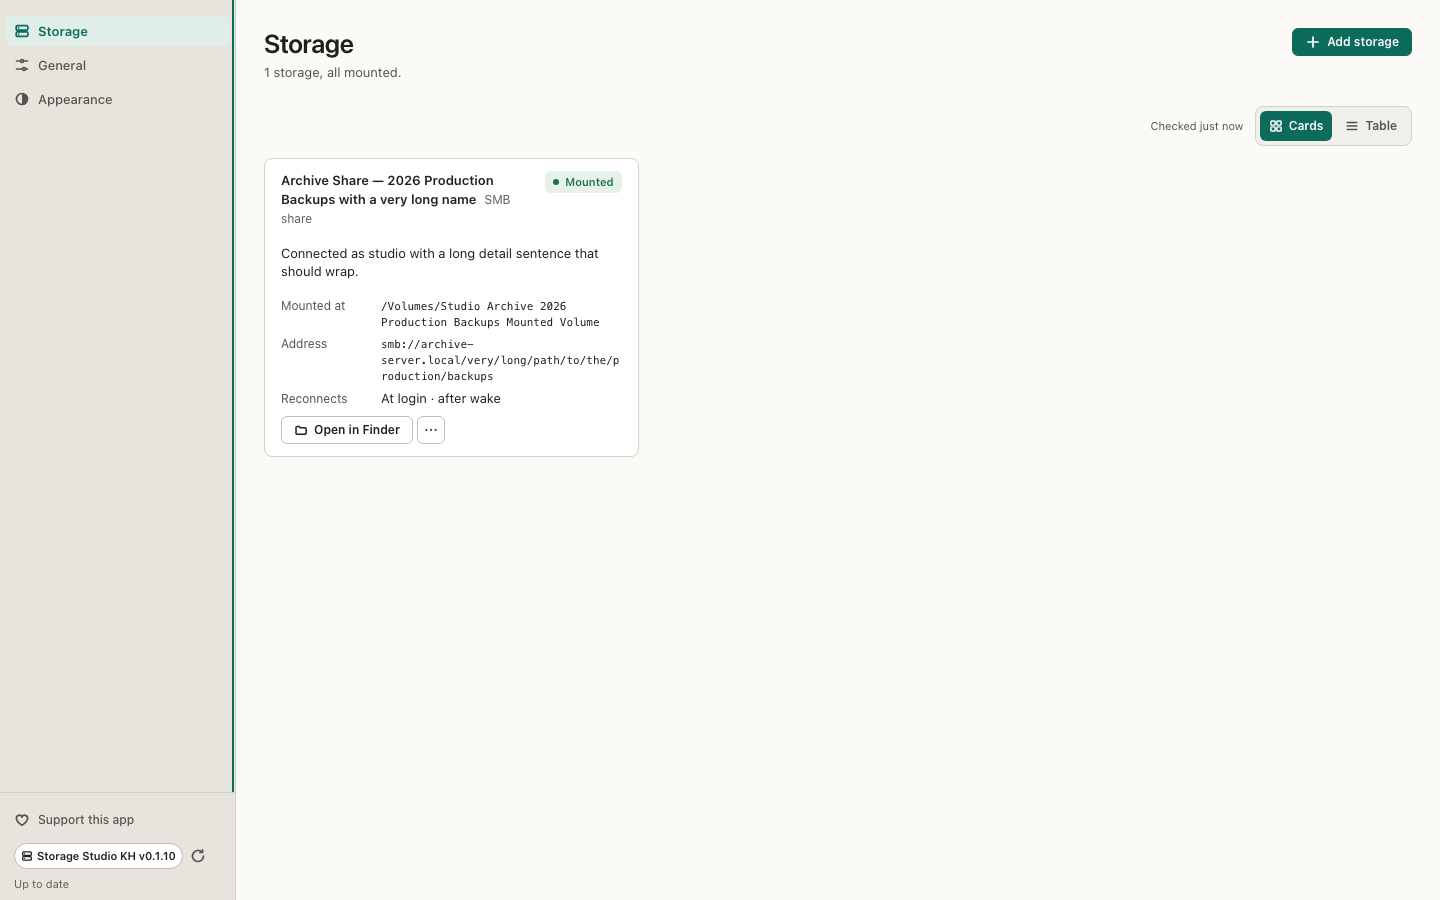 Storage
General
Appearance
Support this app
Storage Studio KH v0.1.10
Up to date
Storage
1 storage, all mounted.
Add storage
Checked just now
Cards
Table
Archive Share — 2026 Production
Backups with a very long name SMB
share
Mounted
Connected as studio with a long detail sentence that
should wrap.
Mounted at
/Volumes/Studio Archive 2026
Production Backups Mounted Volume
Address
smb://archive-
server.local/very/long/path/to/the/p
roduction/backups
Reconnects
At login · after wake
Open in Finder